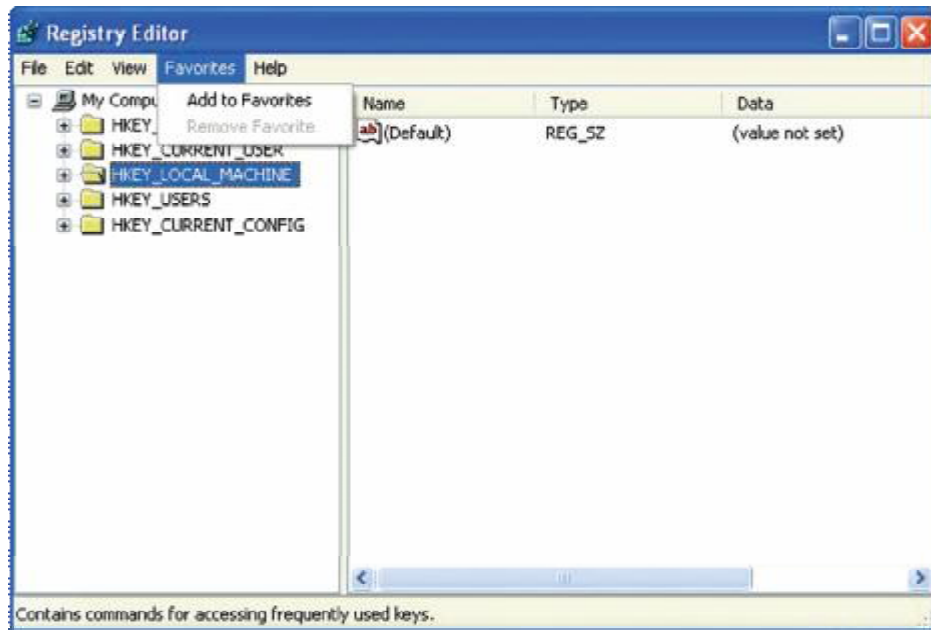 Registry Editor
File Edit View Favorites Help
My Compu
Add to Favorites
Name Type Data
HKEY_
Remove Favorite
ab (Default) REG_SZ (value not set)
HKEY_CURRENT_USER
HKEY_LOCAL_MACHINE
HKEY_USERS
HKEY_CURRENT_CONFIG
Contains commands for accessing frequently used keys.